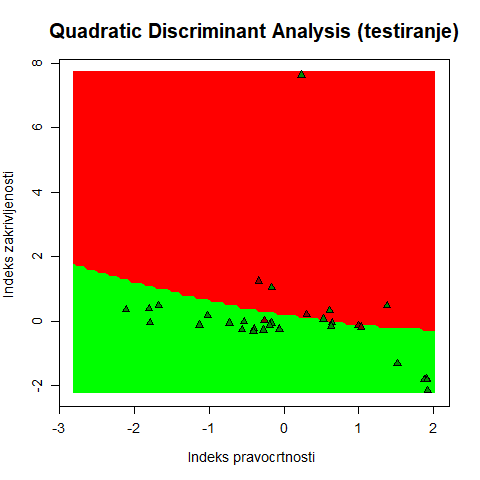 Quadratic Discriminant Analysis (testiranje)
8
6
4
2
0
-2
Indeks zakrivljenosti
-3 -2 -1 0 1 2
Indeks pravocrtnosti